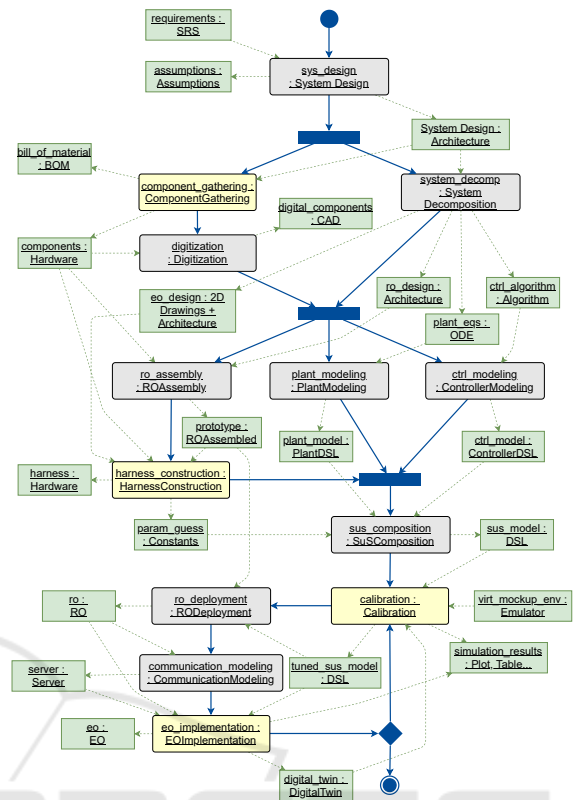 requirements :
SRS
assumptions :
Assumptions
sys_design
: System Design
System Design :
Architecture
bill_of_material
: BOM
component_gathering :
ComponentGathering
system_decomp
: System
Decomposition
digital_components
: CAD
components :
Hardware
digitization
: Digitization
eo_design : 2D
Drawings +
Architecture
ro_design :
Architecture
ctrl_algorithm
: Algorithm
plant_eqs :
ODE
ro_assembly
: ROAssembly
plant_modeling
: PlantModeling
ctrl_modeling
: ControllerModeling
prototype :
ROAssembled
plant_model :
PlantDSL
ctrl_model :
ControllerDSL
harness :
Hardware
harness_construction :
HarnessConstruction
param_guess
: Constants
sus_composition
: SuSComposition
sus_model :
DSL
ro :
RO
ro_deployment
: RODeployment
calibration :
Calibration
virt_mockup_env :
Emulator
server :
Server
communication_modeling
: CommunicationModeling
tuned_sus_model
: DSL
simulation_results
: Plot, Table...
eo :
EO
eo_implementation :
EOImplementation
digital_twin :
DigitalTwin